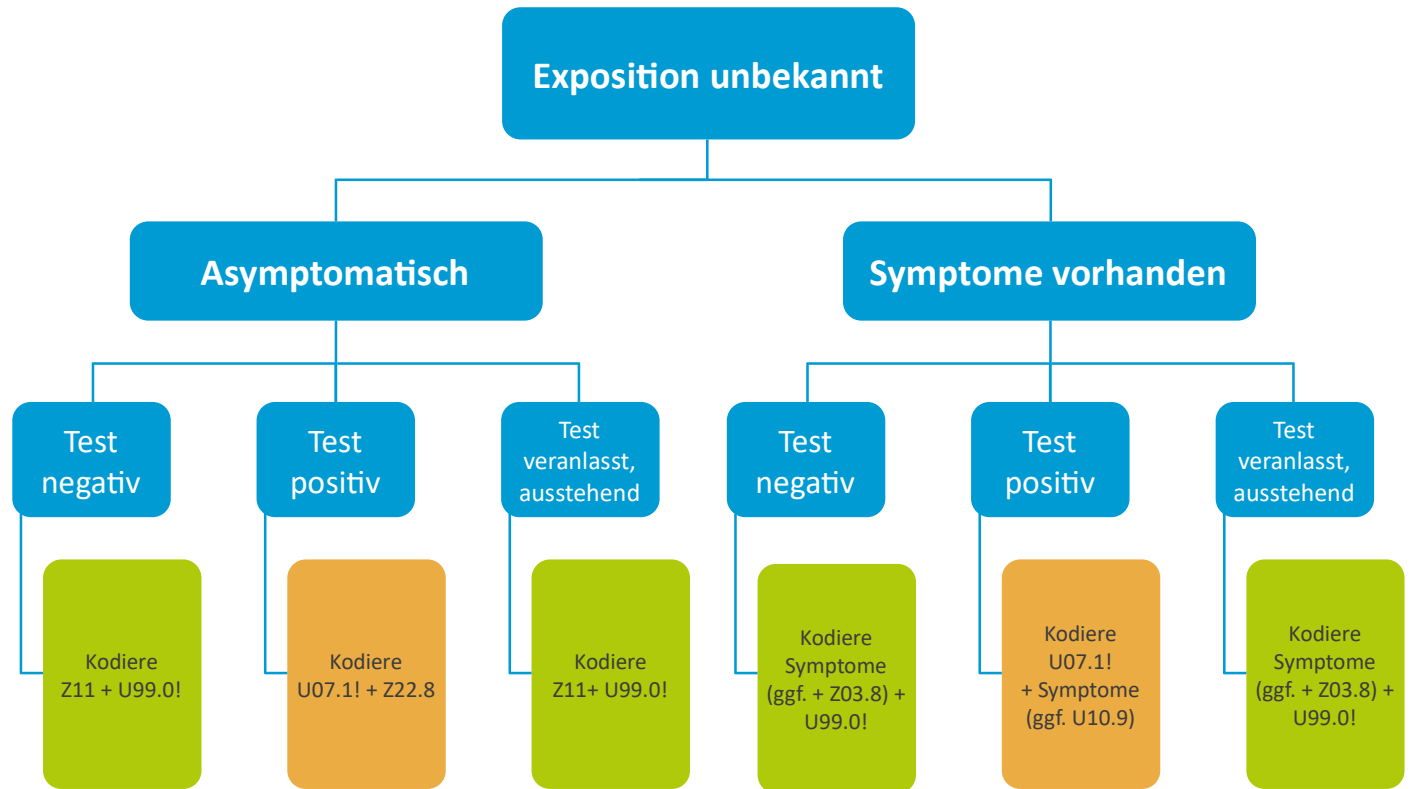 Exposition unbekannt
Asymptomatisch
Symptome vorhanden
Test
negativ
Test
positiv
Test
veranlasst,
ausstehend
Test
negativ
Test
positiv
Test
veranlasst,
ausstehend
Kodiere
Z11 + U99.0!
Kodiere
U07.1! + Z22.8
Kodiere
Z11+ U99.0!
Kodiere
Symptome
(ggf. + Z03.8) +
U99.0!
Kodiere
U07.1!
+ Symptome
(ggf. U10.9)
Kodiere
Symptome
(ggf. + Z03.8) +
U99.0!